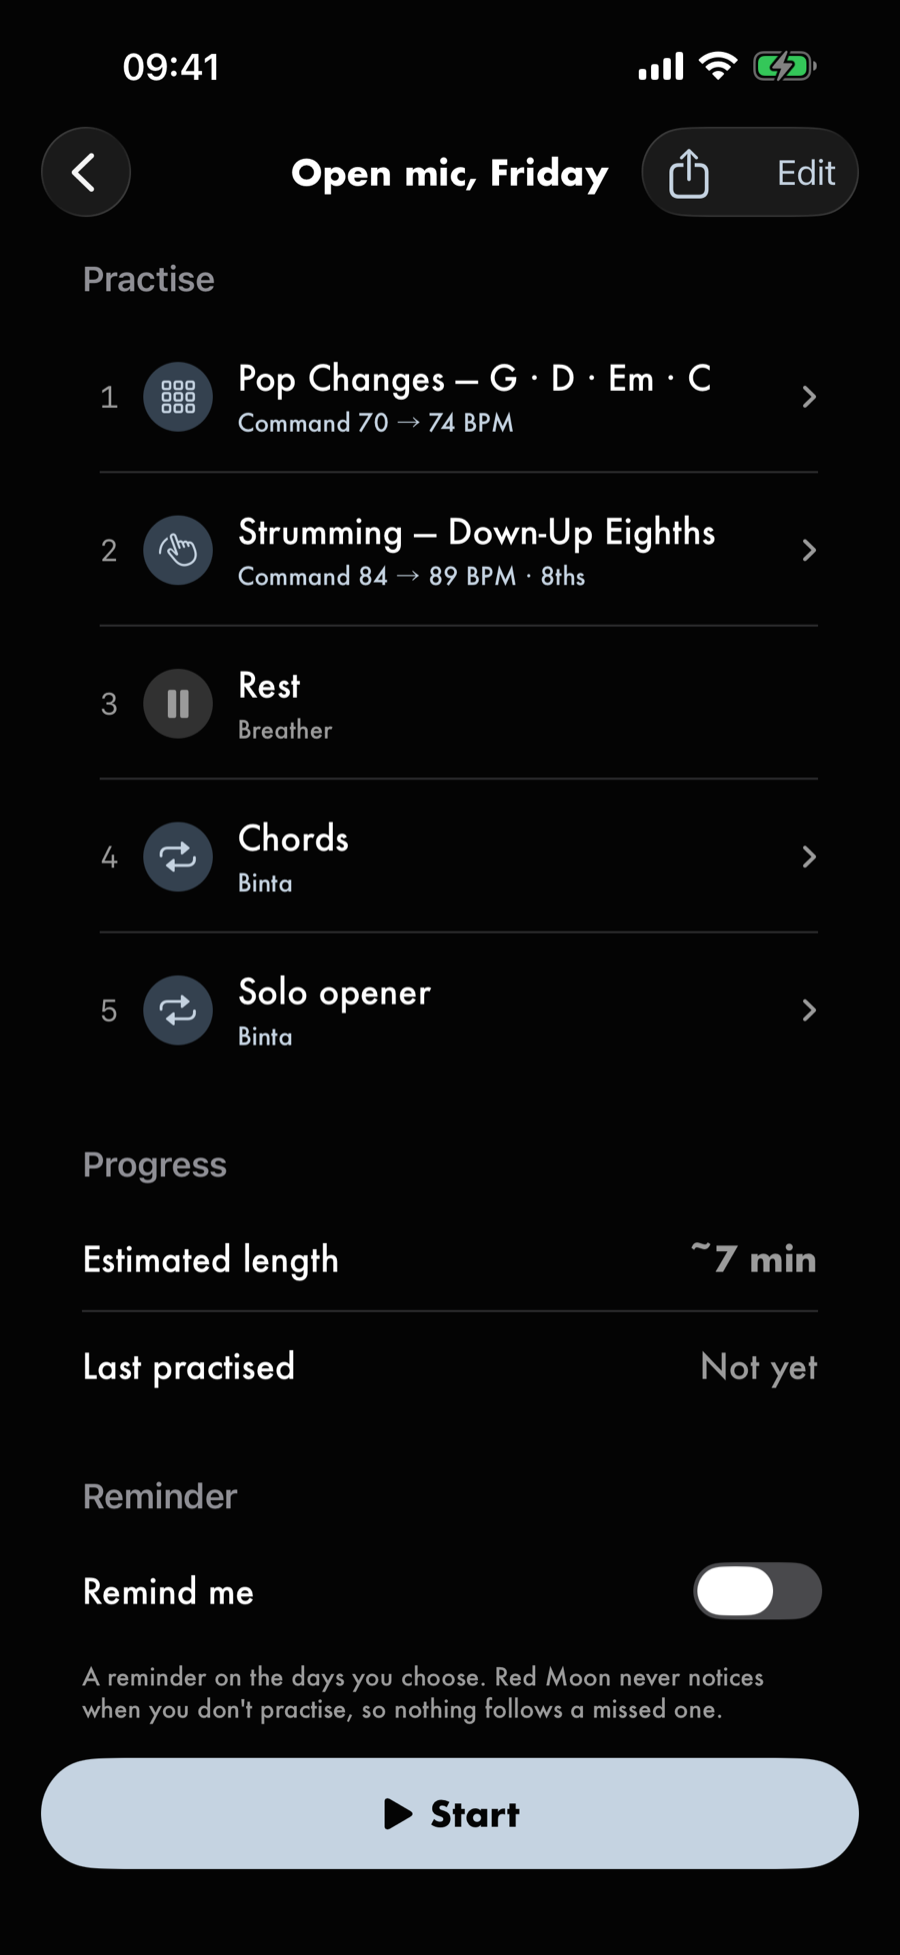 09:41
Open mic, Friday
Edit
Practise
1
Pop Changes – G · D · Em · C
Command 70 → 74 BPM
2
Strumming – Down-Up Eighths
Command 84 → 89 BPM · 8ths
3
Rest
Breather
4
Chords
Binta
5
Solo opener
Binta
Progress
Estimated length
~7 min
Last practised
Not yet
Reminder
Remind me
A reminder on the days you choose. Red Moon never notices
when you don't practise, so nothing follows a missed one.
Start